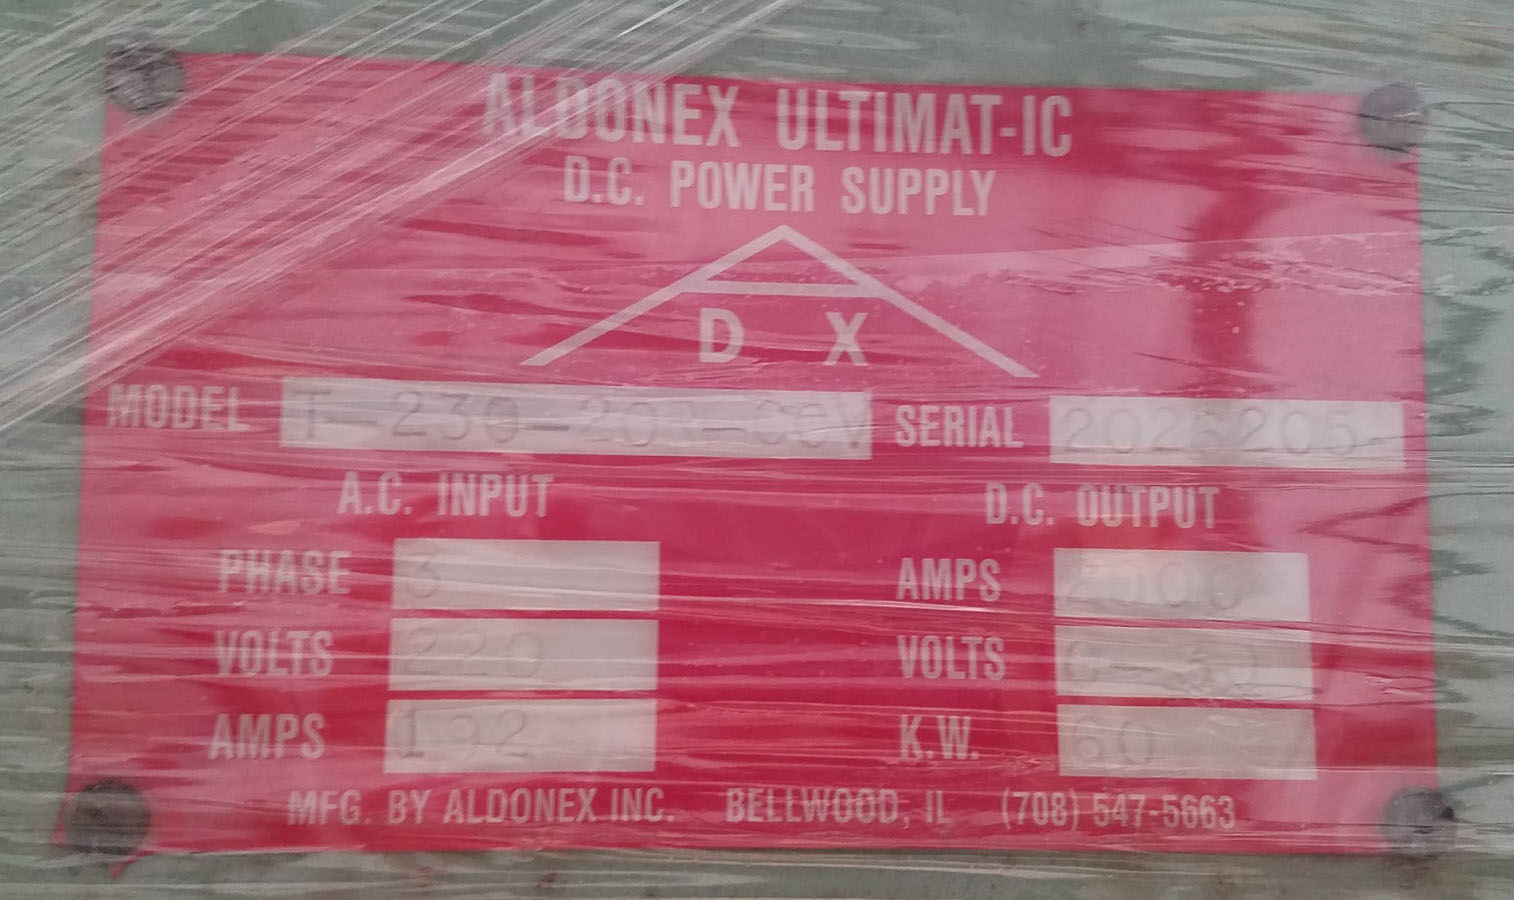 ALDONEX ULTIMAT-IC
D.C. POWER SUPPLY
A
D X
MODEL SERIAL
A.C. INPUT D.C. OUTPUT
PHASE 3 AMPS
VOLTS 220 VOLTS
AMPS 192 K.W. 60
MFG. BY ALDONEX INC. BELLWOOD, IL (708) 547-5663